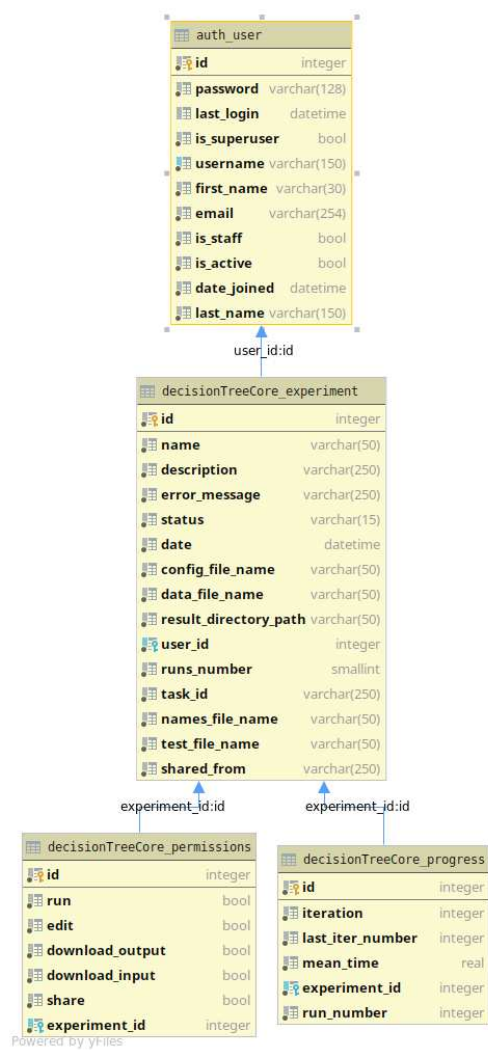 auth_user
id integer
password varchar(128)
last_login datetime
is_superuser bool
username varchar(150)
first_name varchar(30)
email varchar(254)
is_staff bool
is_active bool
date_joined datetime
last_name varchar(150)
user_id:id
decisionTreeCore_experiment
id integer
name varchar(50)
description varchar(250)
error_message varchar(250)
status varchar(15)
date datetime
config_file_name varchar(50)
data_file_name varchar(50)
result_directory_path varchar(50)
user_id integer
runs_number smallint
task_id varchar(250)
names_file_name varchar(50)
test_file_name varchar(50)
shared_from varchar(250)
experiment_id:id
experiment_id:id
decisionTreeCore_permissions
id integer
run bool
edit bool
download_output bool
download_input bool
share bool
experiment_id integer
decisionTreeCore_progress
id integer
iteration integer
last_iter_number integer
mean_time real
experiment_id integer
run_number integer
Powered by yFiles